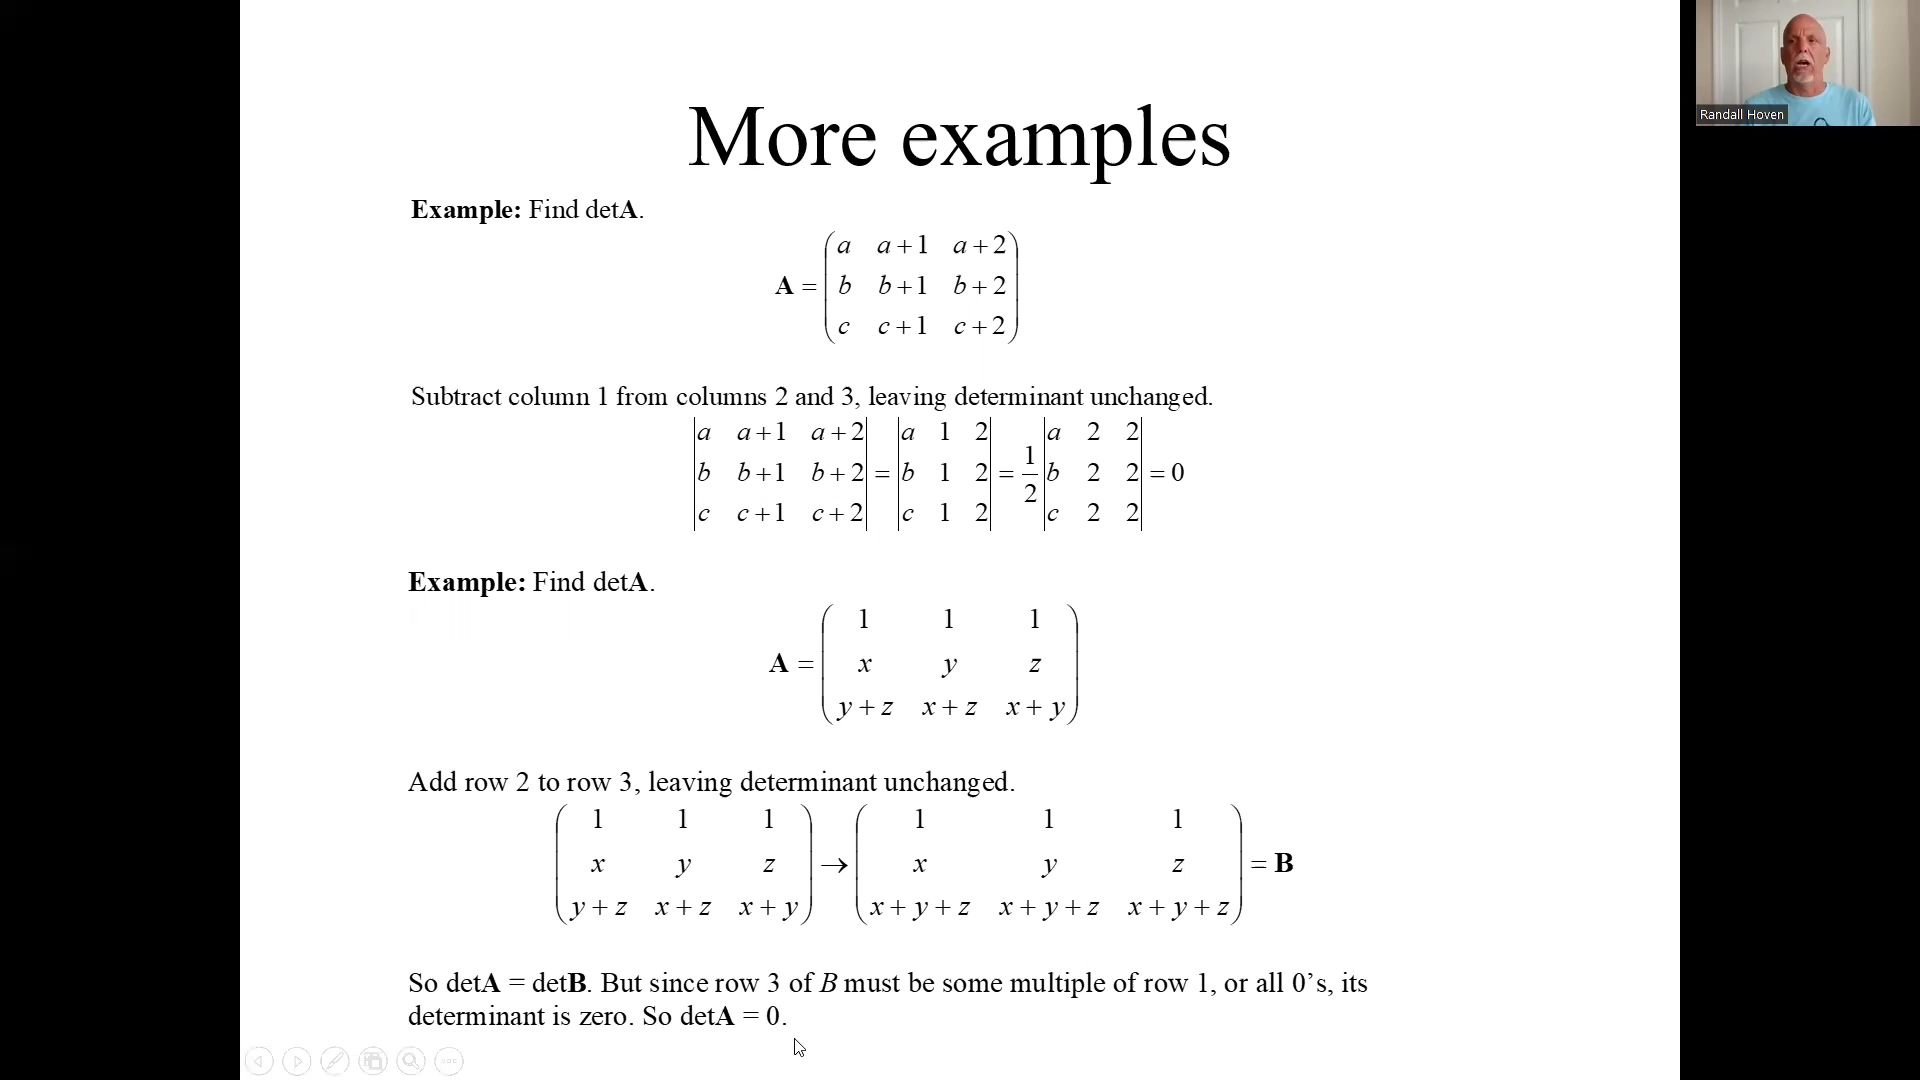 More examples
Randall Hoven
Example: Find detA.
a a+1 a+2
A = b b+1 b+2
c c+1 c+2
Subtract column 1 from columns 2 and 3, leaving determinant unchanged.
|a a+1 a+2| |a 1 2| |a 2 2|
|b b+1 b+2| = |b 1 2| = 1/2 |b 2 2| = 0
|c c+1 c+2| |c 1 2| |c 2 2|
Example: Find detA.
1 1 1
A = x y z
y+z x+z x+y
Add row 2 to row 3, leaving determinant unchanged.
1 1 1 1 1 1
x y z → x y z = B
y+z x+z x+y x+y+z x+y+z x+y+z
So detA = detB. But since row 3 of B must be some multiple of row 1, or all 0’s, its
determinant is zero. So detA = 0.